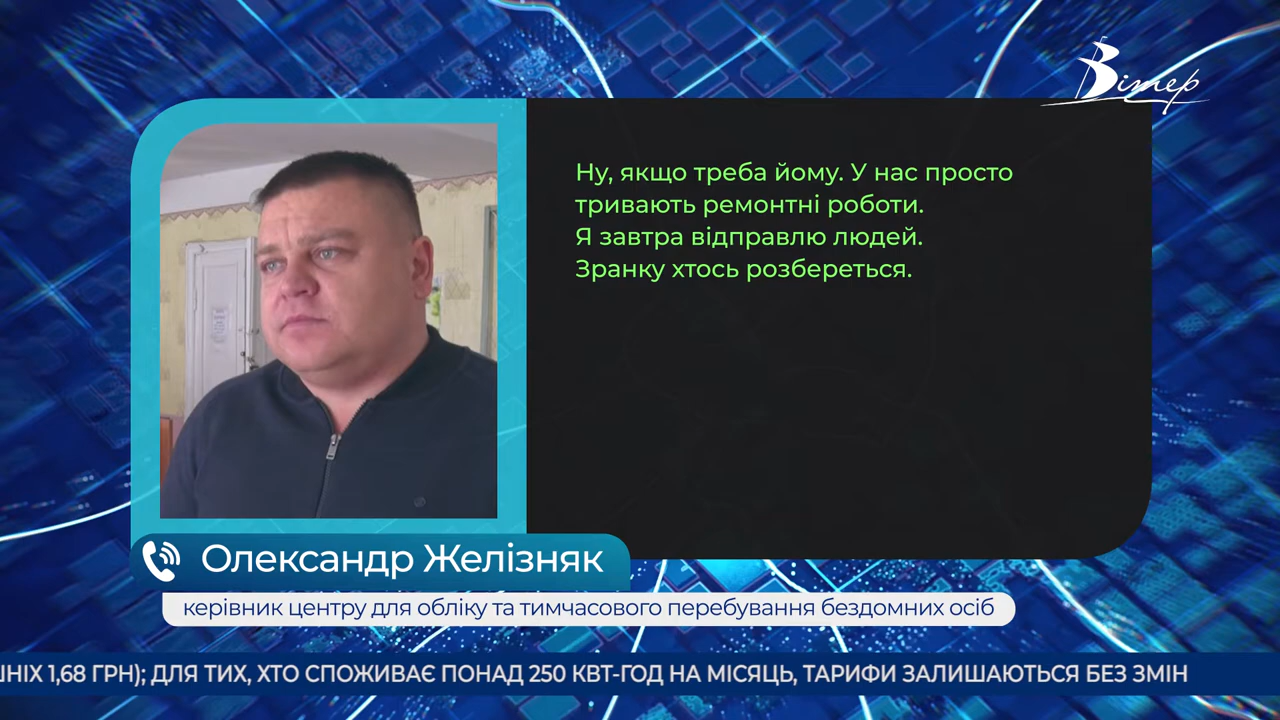 Вітер
Ну, якщо треба йому. У нас просто
тривають ремонтні роботи.
Я завтра відправлю людей.
Зранку хтось розбереться.
Олександр Желізняк
керівник центру для обліку та тимчасового перебування бездомних осіб
ШНІХ 1,68 ГРН); ДЛЯ ТИХ, ХТО СПОЖИВАЄ ПОНАД 250 КВТ-ГОД НА МІСЯЦЬ, ТАРИФИ ЗАЛИШАЮТЬСЯ БЕЗ ЗМІН